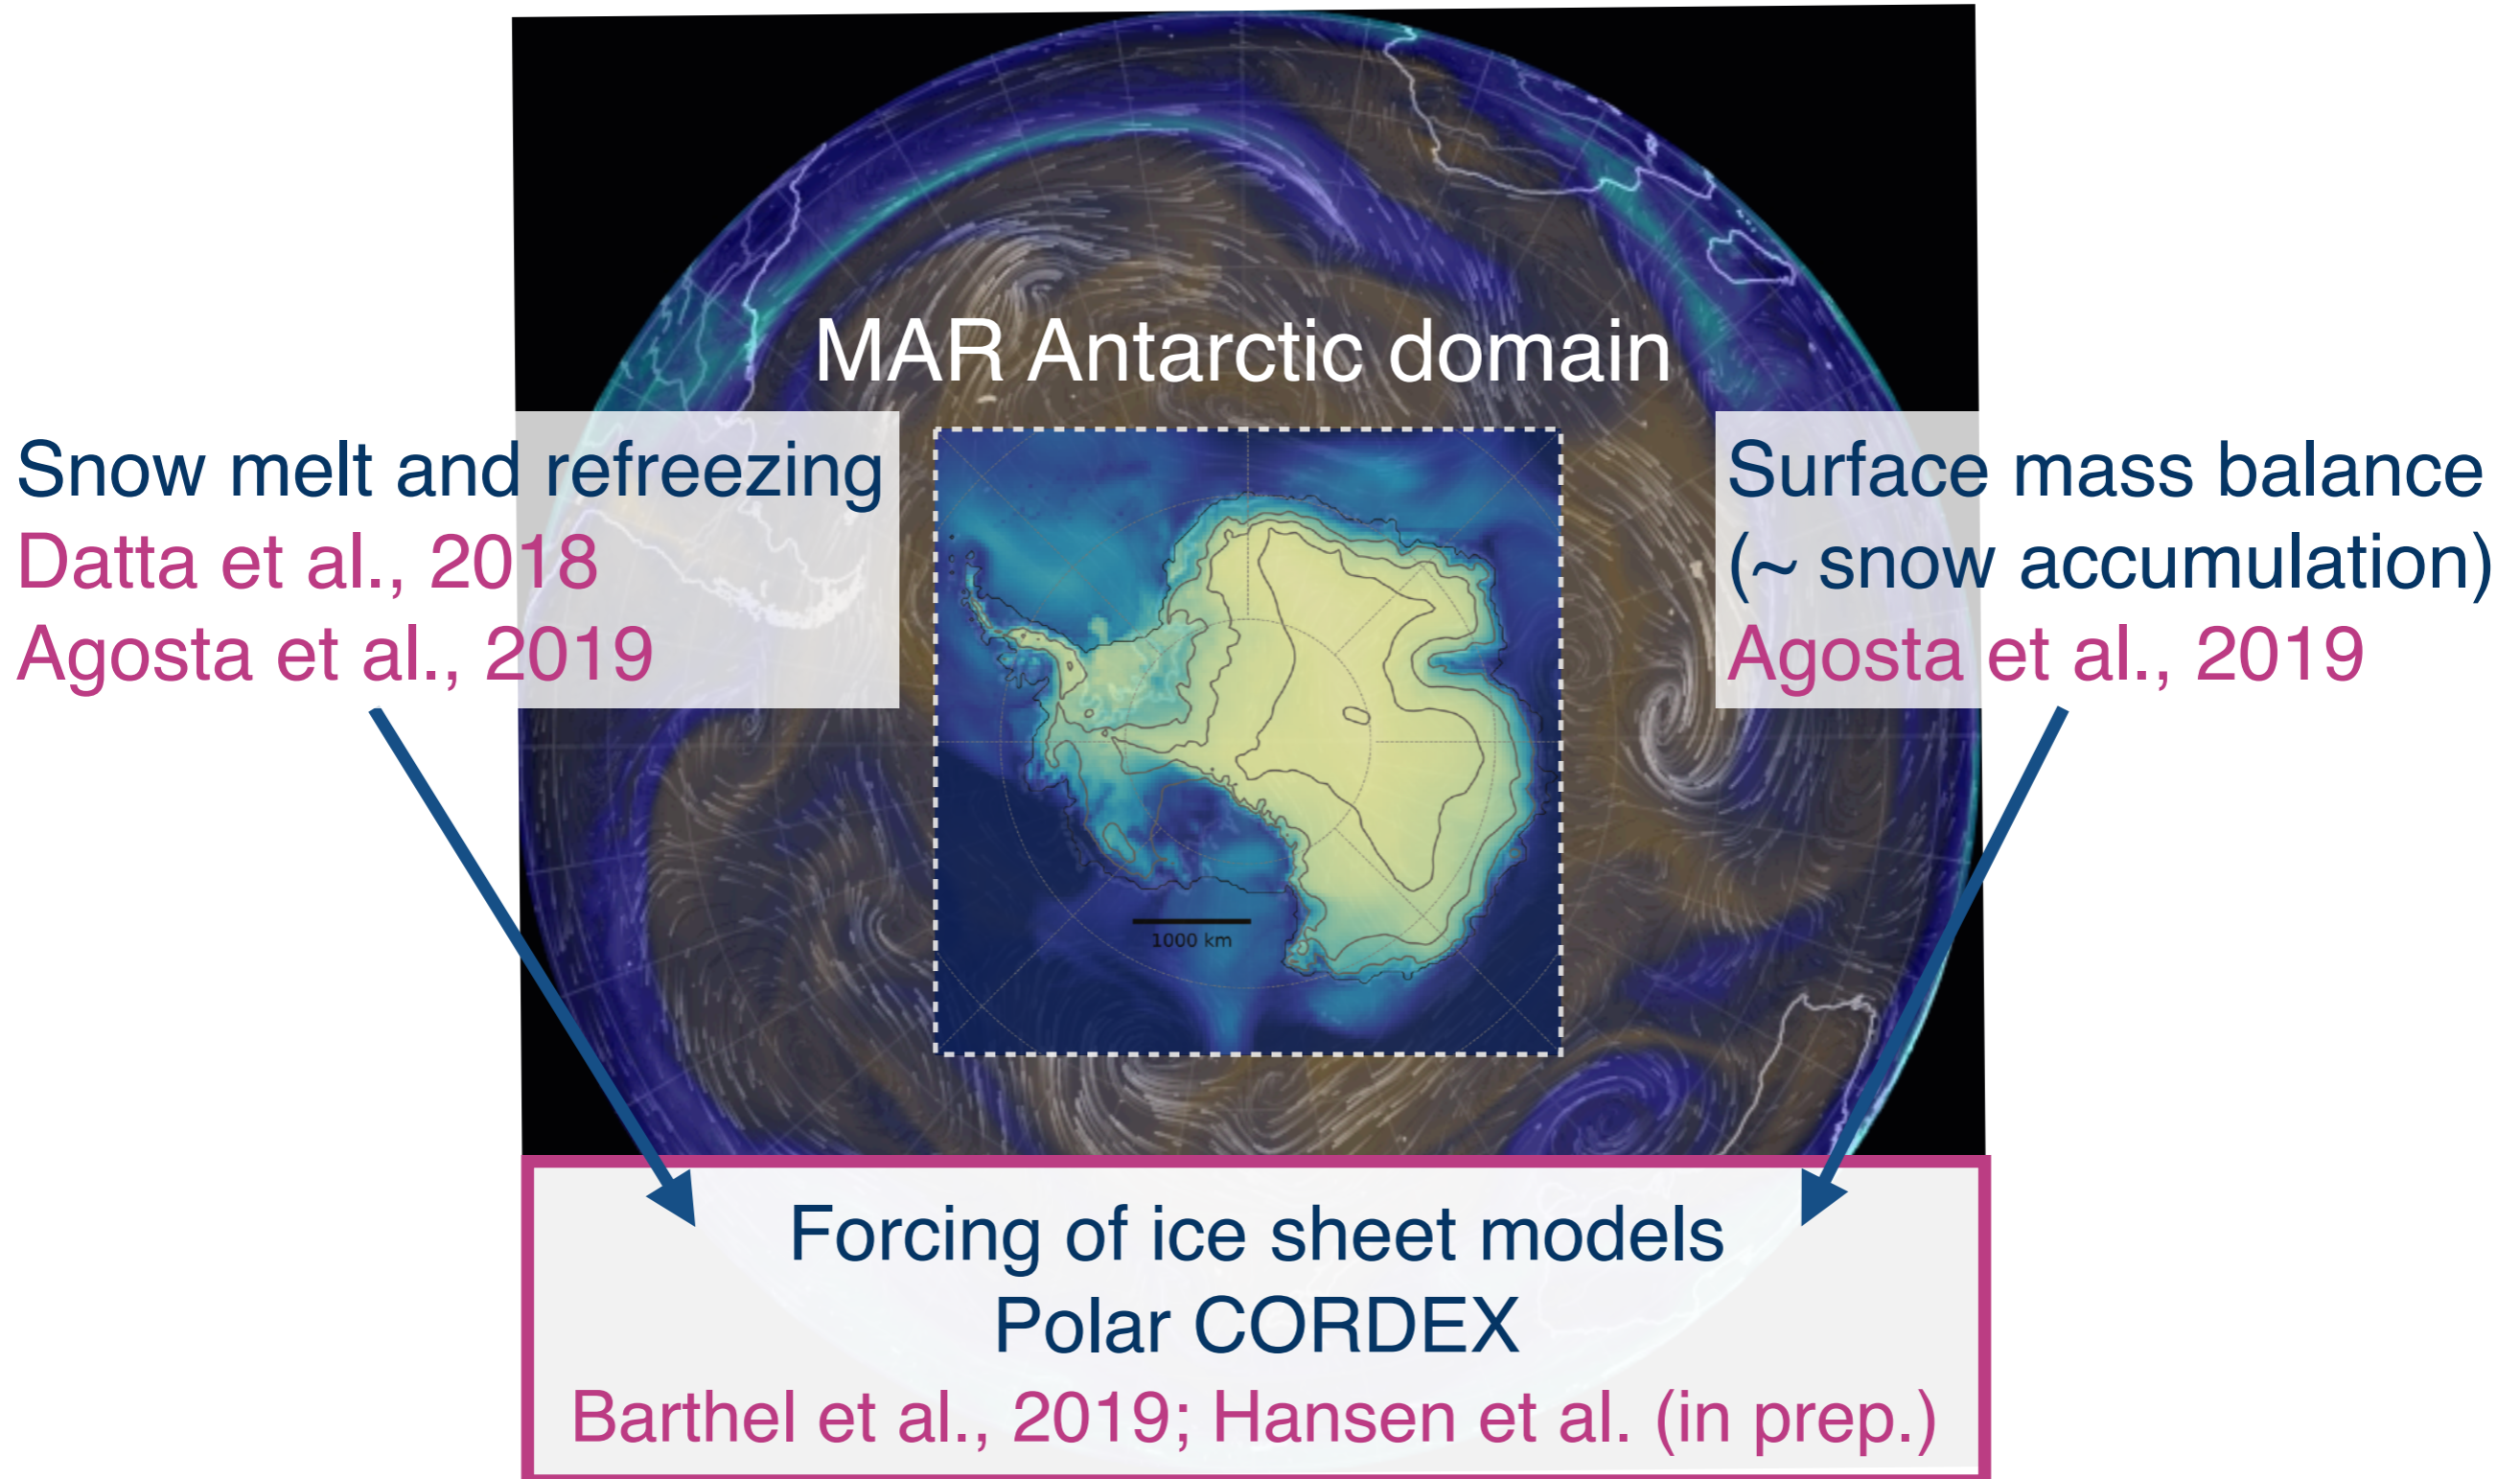 MAR Antarctic domain
Snow melt and refreezing
Datta et al., 2018
Agosta et al., 2019
Surface mass balance
(~ snow accumulation)
Agosta et al., 2019
1000 km
Forcing of ice sheet models
Polar CORDEX
Barthel et al., 2019; Hansen et al. (in prep.)